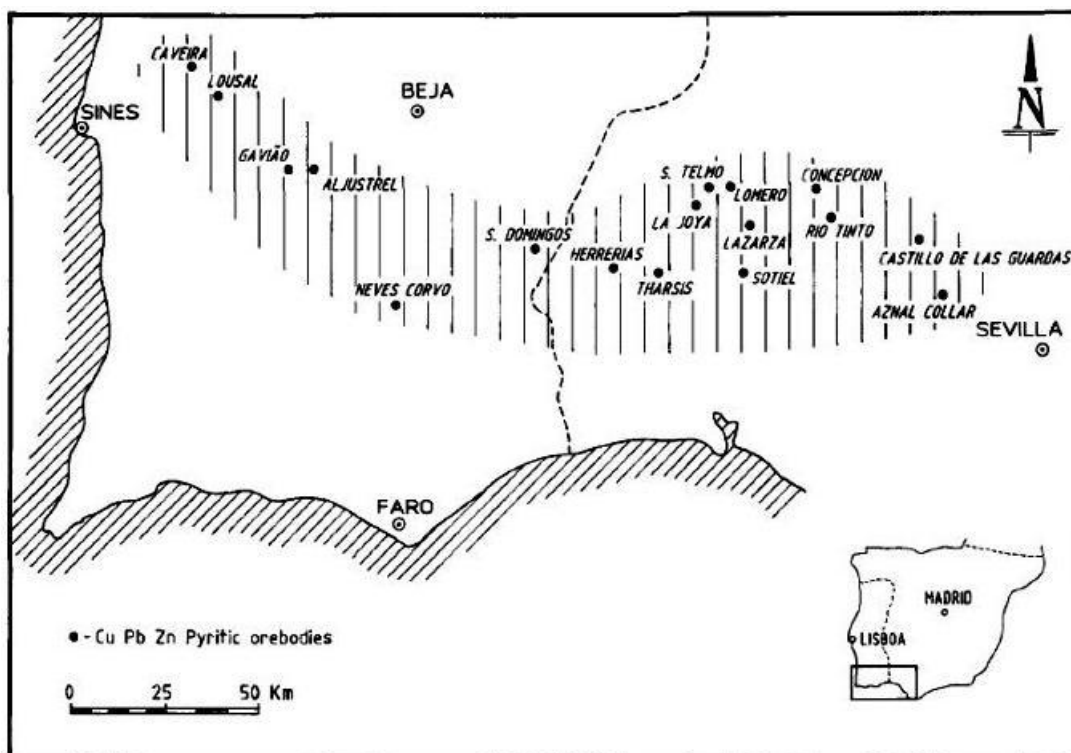 CAVEIRA
LOUSAL
BEJA
SINES
N
GAVIÃO
ALJUSTREL
S. TELMO
CONCEPCION
LOMERO
LA JOYA
RIO TINTO
LAZARZA
S. DOMINGOS
HERRERIAS
CASTILLO DE LAS GUARDAS
THARSIS
SOTIEL
NEVES CORVO
AZNAL COLLAR
SEVILLA
FARO
MADRID
LISBOA
●-Cu Pb Zn Pyritic orebodies
0 25 50 Km